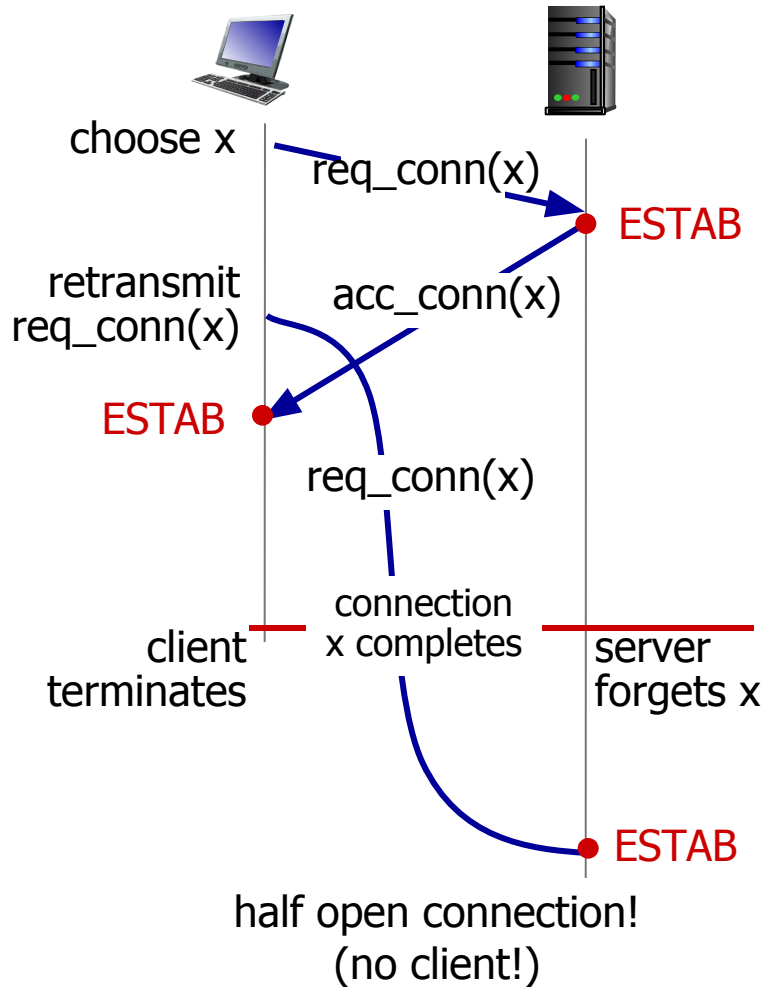 choose x
req_conn(x)
ESTAB
retransmit
req_conn(x)
acc_conn(x)
ESTAB
req_conn(x)
connection
x completes
client
terminates
server
forgets x
ESTAB
half open connection!
(no client!)